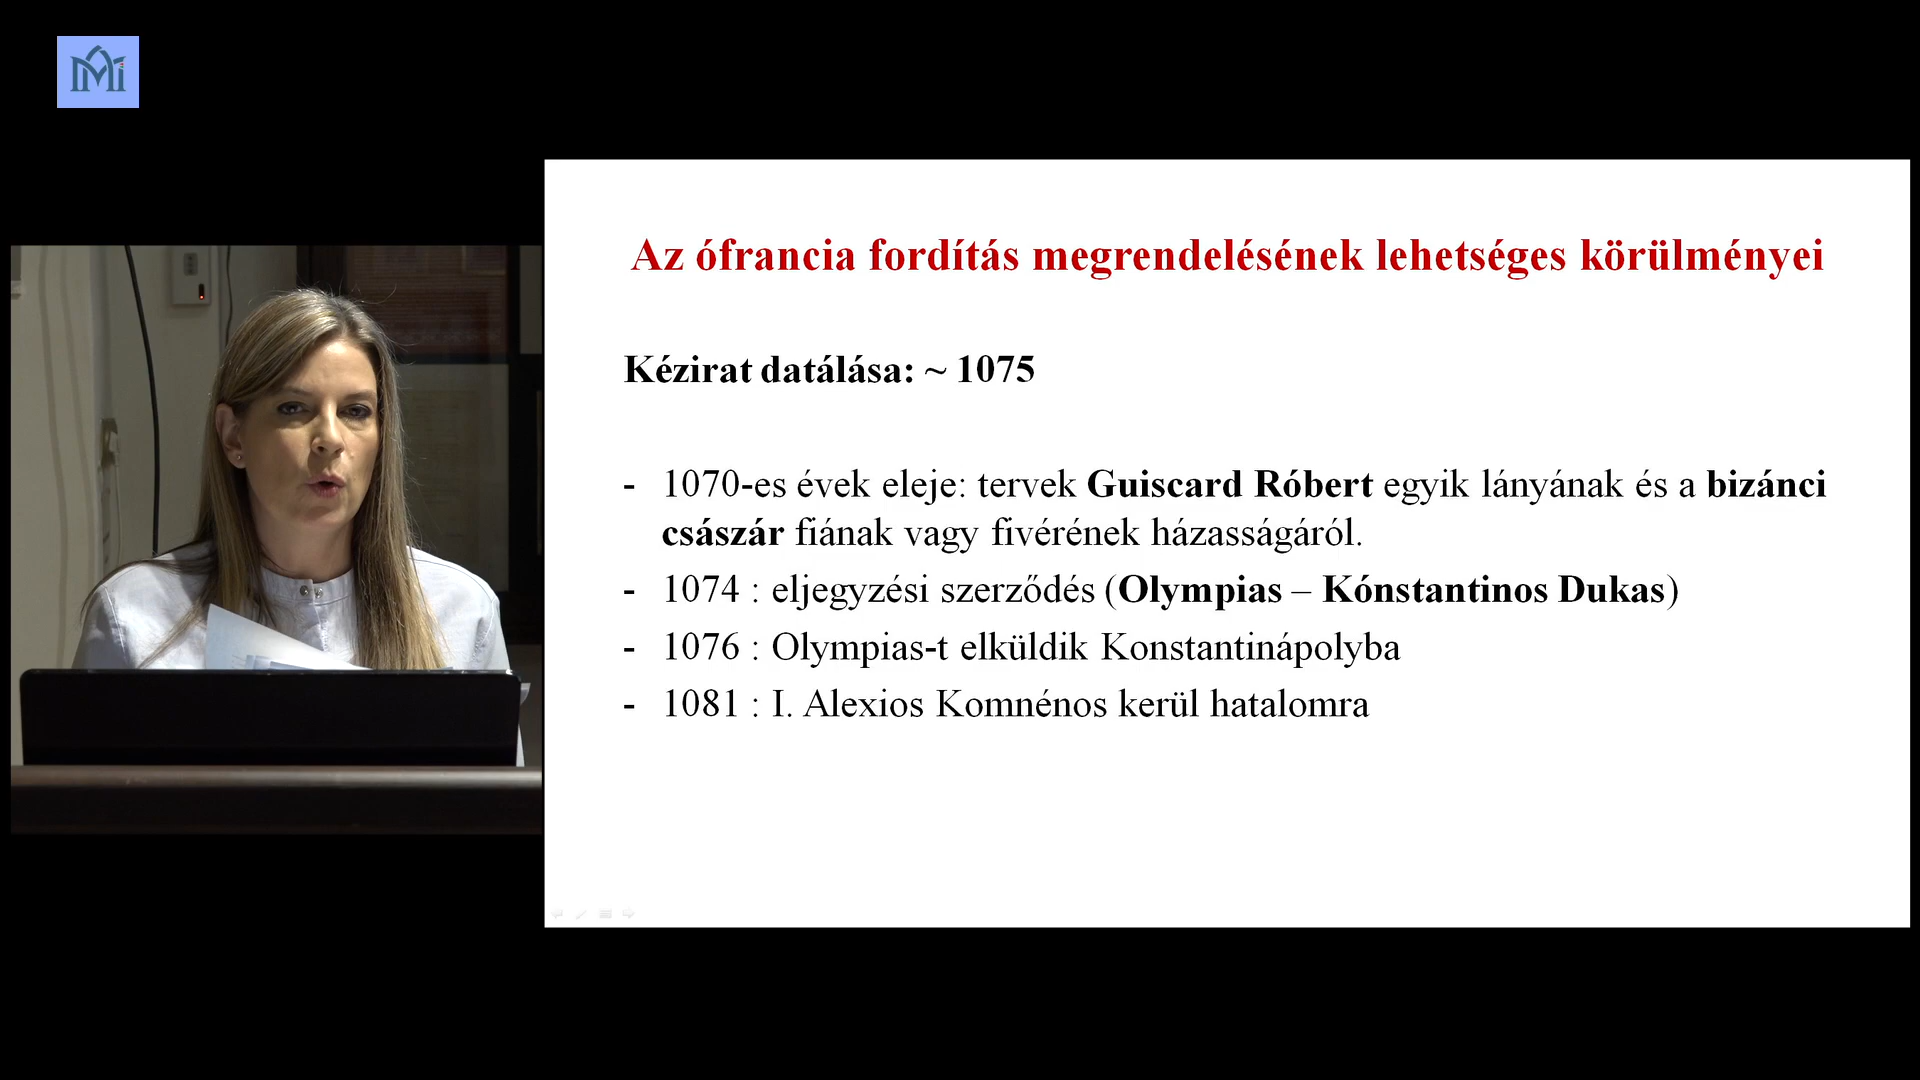 Az ófrancia fordítás megrendelésének lehetséges körülményei
Kézirat datálása: ~ 1075
- 1070-es évek eleje: tervek Guiscard Róbert egyik lányának és a bizánci
császár fiának vagy fivérének házasságáról.
- 1074 : eljegyzési szerződés (Olympias – Kónstantinos Dukas)
- 1076 : Olympias-t elküldik Konstantinápolyba
- 1081 : I. Alexios Komnénos kerül hatalomra